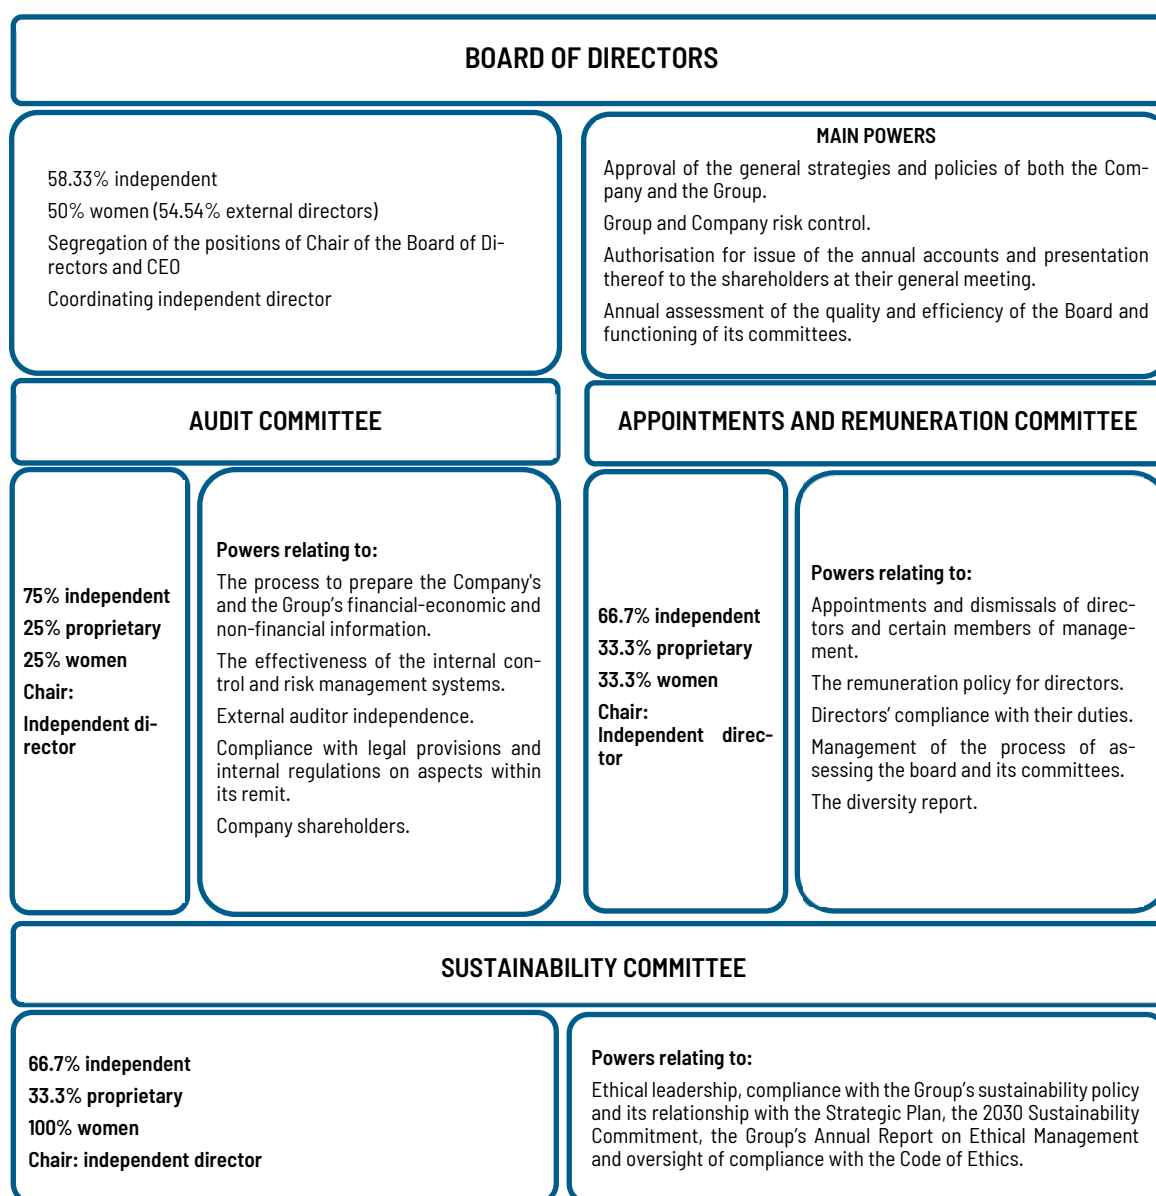 BOARD OF DIRECTORS
58.33% independent
50% women (54.54% external directors)
Segregation of the positions of Chair of the Board of Di-
rectors and CEO
Coordinating independent director
MAIN POWERS
Approval of the general strategies and policies of both the Com-
pany and the Group.
Group and Company risk control.
Authorisation for issue of the annual accounts and presentation
thereof to the shareholders at their general meeting.
Annual assessment of the quality and efficiency of the Board and
functioning of its committees.
AUDIT COMMITTEE
75% independent
25% proprietary
25% women
Chair:
Independent di-
rector
Powers relating to:
The process to prepare the Company's
and the Group’s financial-economic and
non-financial information.
The effectiveness of the internal con-
trol and risk management systems.
External auditor independence.
Compliance with legal provisions and
internal regulations on aspects within
its remit.
Company shareholders.
APPOINTMENTS AND REMUNERATION COMMITTEE
66.7% independent
33.3% proprietary
33.3% women
Chair:
Independent direc-
tor
Powers relating to:
Appointments and dismissals of direc-
tors and certain members of manage-
ment.
The remuneration policy for directors.
Directors’ compliance with their duties.
Management of the process of as-
sessing the board and its committees.
The diversity report.
SUSTAINABILITY COMMITTEE
66.7% independent
33.3% proprietary
100% women
Chair: independent director
Powers relating to:
Ethical leadership, compliance with the Group’s sustainability policy
and its relationship with the Strategic Plan, the 2030 Sustainability
Commitment, the Group’s Annual Report on Ethical Management
and oversight of compliance with the Code of Ethics.